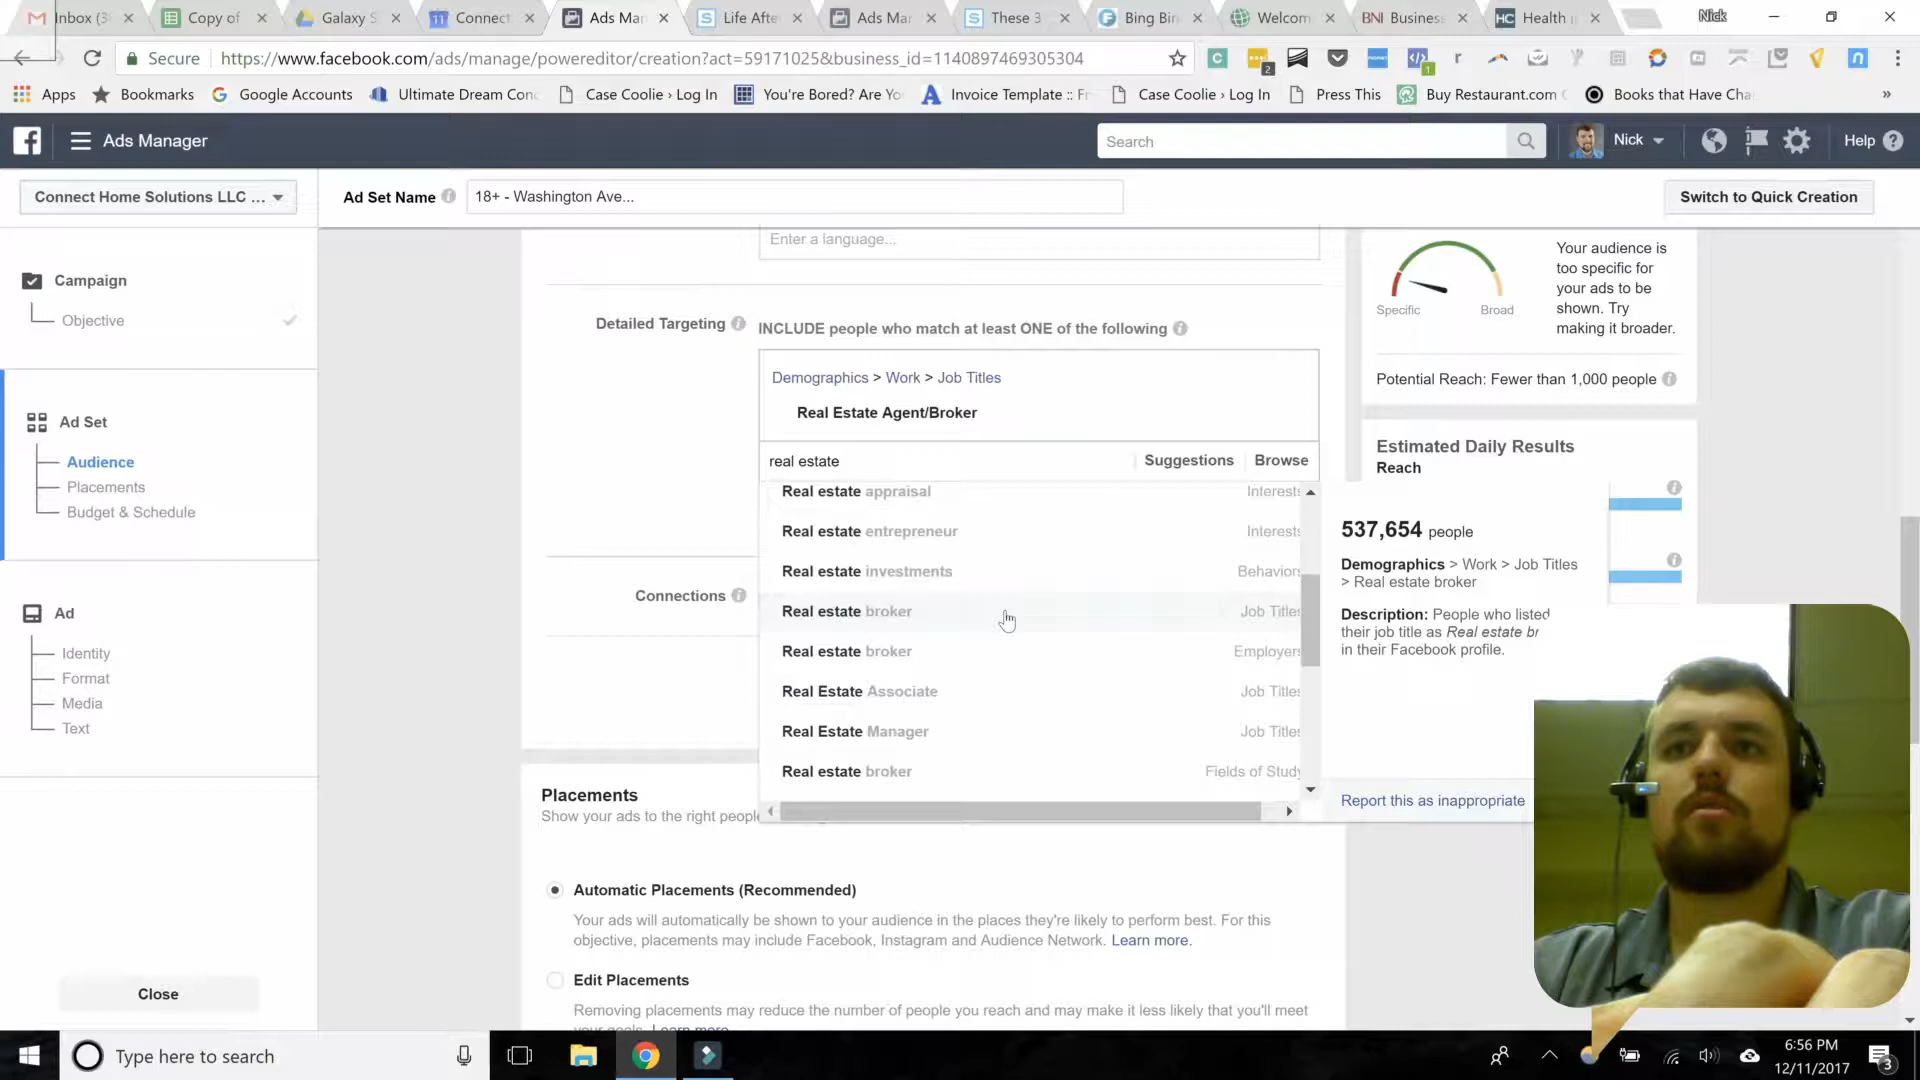 Inbox (3
Copy of
Galaxy S
Connect
Ads Mar
Life Afte
Ads Mar
These 3
Bing Bin
Welcom
BNI Business
Health i
Nick
Secure
https://www.facebook.com/ads/manage/powereditor/creation?act=59171025&business_id=1140897469305304
2
1
Apps
Bookmarks
Google Accounts
Ultimate Dream Con
Case Coolie › Log In
You're Bored? Are Yo
Invoice Template :: Fr
Case Coolie › Log In
Press This
Buy Restaurant.com
Books that Have Cha
»
Ads Manager
Search
Nick
Help
Connect Home Solutions LLC ...
Ad Set Name
18+ - Washington Ave...
Switch to Quick Creation
Campaign
Objective
Ad Set
Audience
Placements
Budget & Schedule
Ad
Identity
Format
Media
Text
Close
Enter a language...
Detailed Targeting
INCLUDE people who match at least ONE of the following
Demographics > Work > Job Titles
Real Estate Agent/Broker
real estate
Suggestions
Browse
Real estate appraisal Interests
Real estate entrepreneur Interests
Real estate investments Behaviors
Real estate broker Job Titles
Real estate broker Employers
Real Estate Associate Job Titles
Real Estate Manager Job Titles
Real estate broker Fields of Study
Connections
537,654 people
Demographics > Work > Job Titles
> Real estate broker
Description: People who listed
their job title as Real estate br
in their Facebook profile.
Report this as inappropriate
Specific
Broad
Your audience is
too specific for
your ads to be
shown. Try
making it broader.
Potential Reach: Fewer than 1,000 people
Estimated Daily Results
Reach
Placements
Show your ads to the right peopl
Automatic Placements (Recommended)
Your ads will automatically be shown to your audience in the places they're likely to perform best. For this
objective, placements may include Facebook, Instagram and Audience Network. Learn more.
Edit Placements
Removing placements may reduce the number of people you reach and may make it less likely that you'll meet
your goals. Learn more
Type here to search
6:56 PM
12/11/2017
3